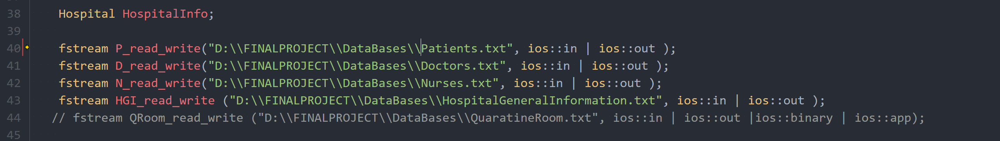 38 Hospital HospitalInfo;
39
40 fstream P_read_write("D:\\FINALPROJECT\\DataBases\\Patients.txt", ios::in | ios::out );
41 fstream D_read_write("D:\\FINALPROJECT\\DataBases\\Doctors.txt", ios::in | ios::out );
42 fstream N_read_write("D:\\FINALPROJECT\\DataBases\\Nurses.txt", ios::in | ios::out );
43 fstream HGI_read_write ("D:\\FINALPROJECT\\DataBases\\HospitalGeneralInformation.txt", ios::in | ios::out );
44 // fstream QRoom_read_write ("D:\\FINALPROJECT\\DataBases\\QuaratineRoom.txt", ios::in | ios::out |ios::binary | ios::app);
45